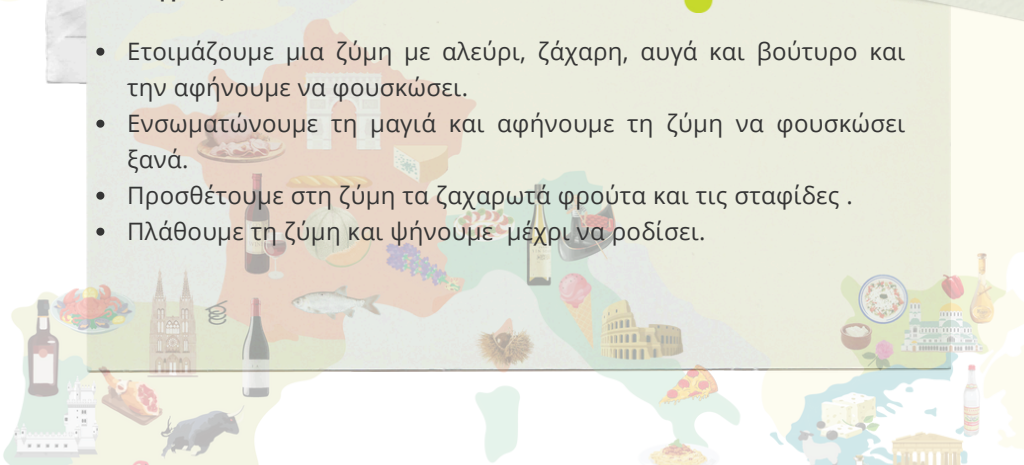 • Ετοιμάζουμε μια ζύμη με αλεύρι, ζάχαρη, αυγά και βούτυρο και
την αφήνουμε να φουσκώσει.
• Ενσωματώνουμε τη μαγιά και αφήνουμε τη ζύμη να φουσκώσει
ξανά.
• Προσθέτουμε στη ζύμη τα ζαχαρωτά φρούτα και τις σταφίδες .
• Πλάθουμε τη ζύμη και ψήνουμε μέχρι να ροδίσει.